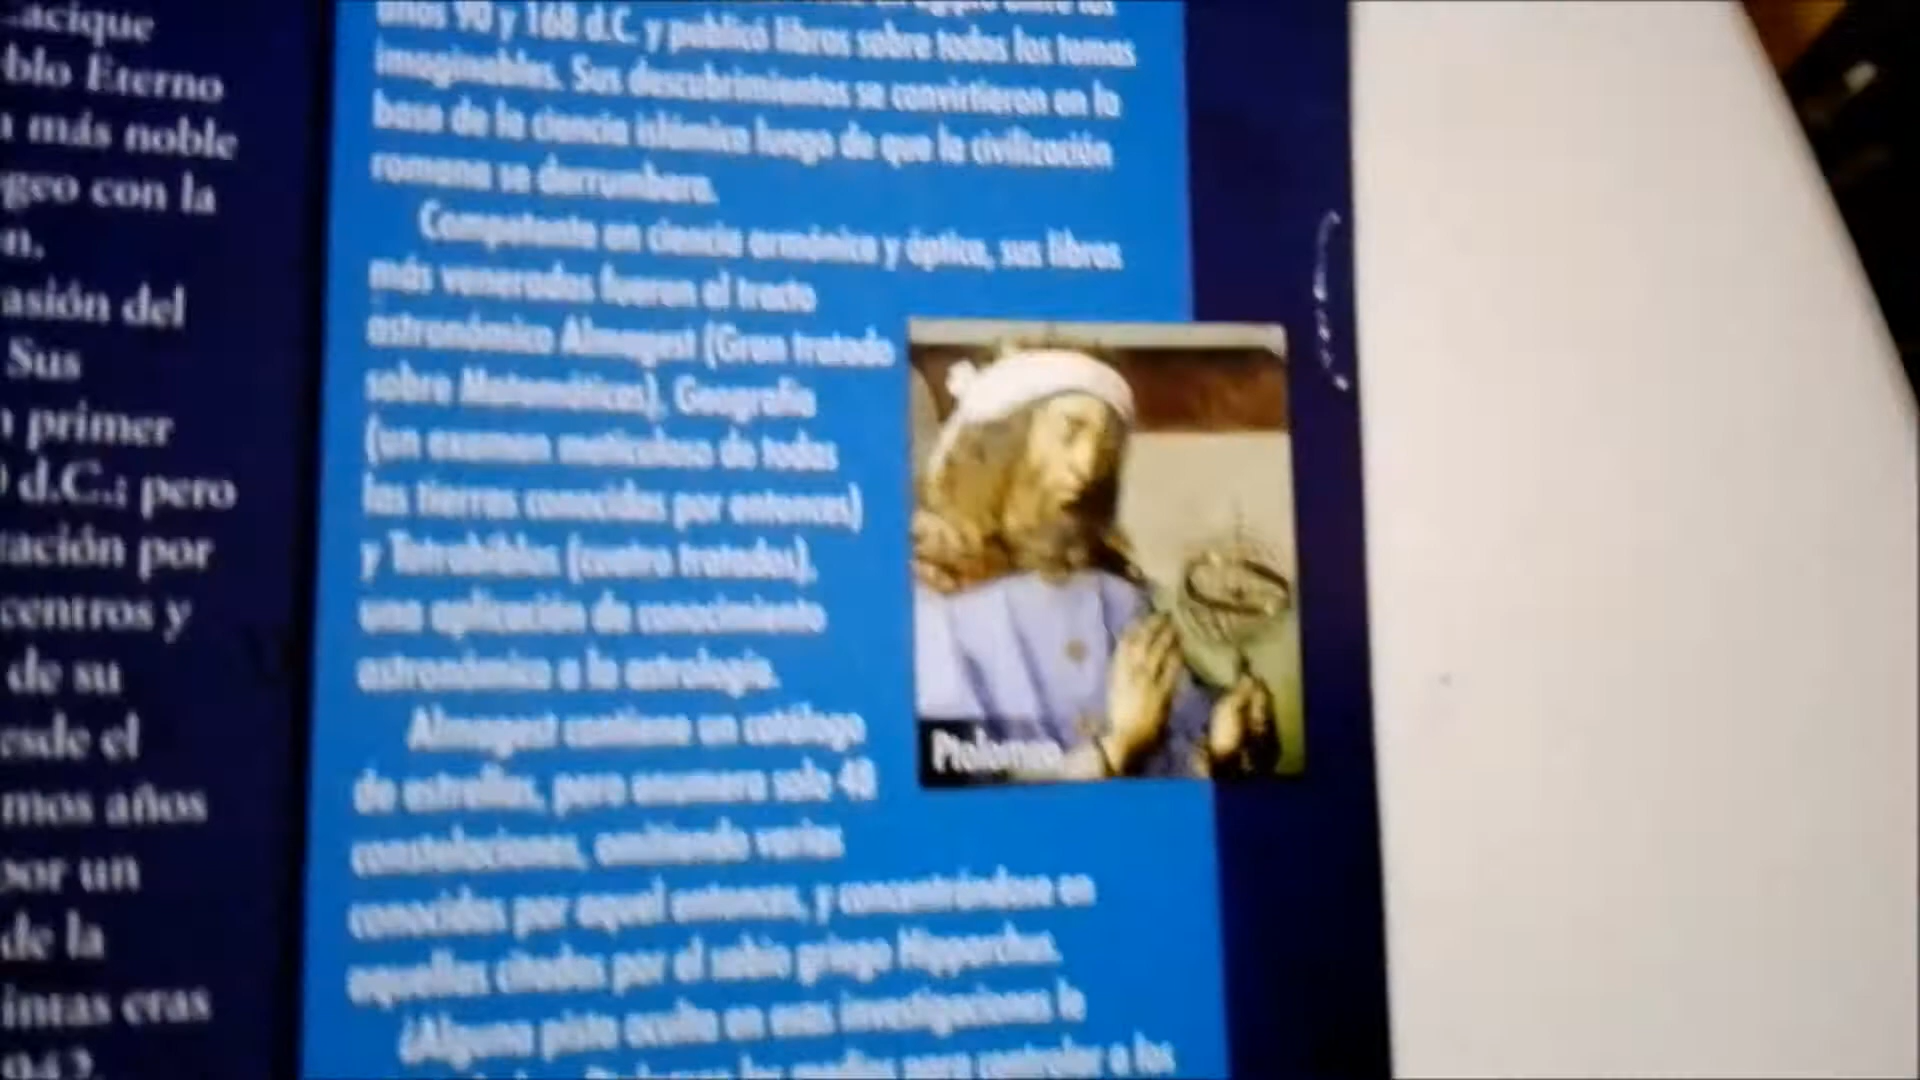 cacique
blo Eterno
más noble
geo con la
n.
asión del
Sus
primer
d.C.; pero
tación por
centros y
de su
esde el
mos años
por un
de la
intas eras
años 90 y 168 d.C. y publicó libros sobre todos los temas
imaginables. Sus descubrimientos se convirtieron en la
base de la ciencia islámica luego de que la civilización
romana se derrumbara.
Competente en ciencia armónica y óptica, sus libros
más venerados fueron el tracto
astronómico Almagest (Gran tratado
sobre Matemáticas), Geografía
(un examen meticuloso de todas
las tierras conocidas por entonces)
y Tetrabiblos (cuatro tratados),
una aplicación de conocimiento
astronómico a la astrología.
Almagest contiene un catálogo
de estrellas, pero enumera solo 48
constelaciones, omitiendo varias
conocidas por aquel entonces, y concentrándose en
aquellas citadas por el sabio griego Hipparchus.
¿Alguna pista oculta en esas investigaciones le
para controlar a los
Ptolomeo